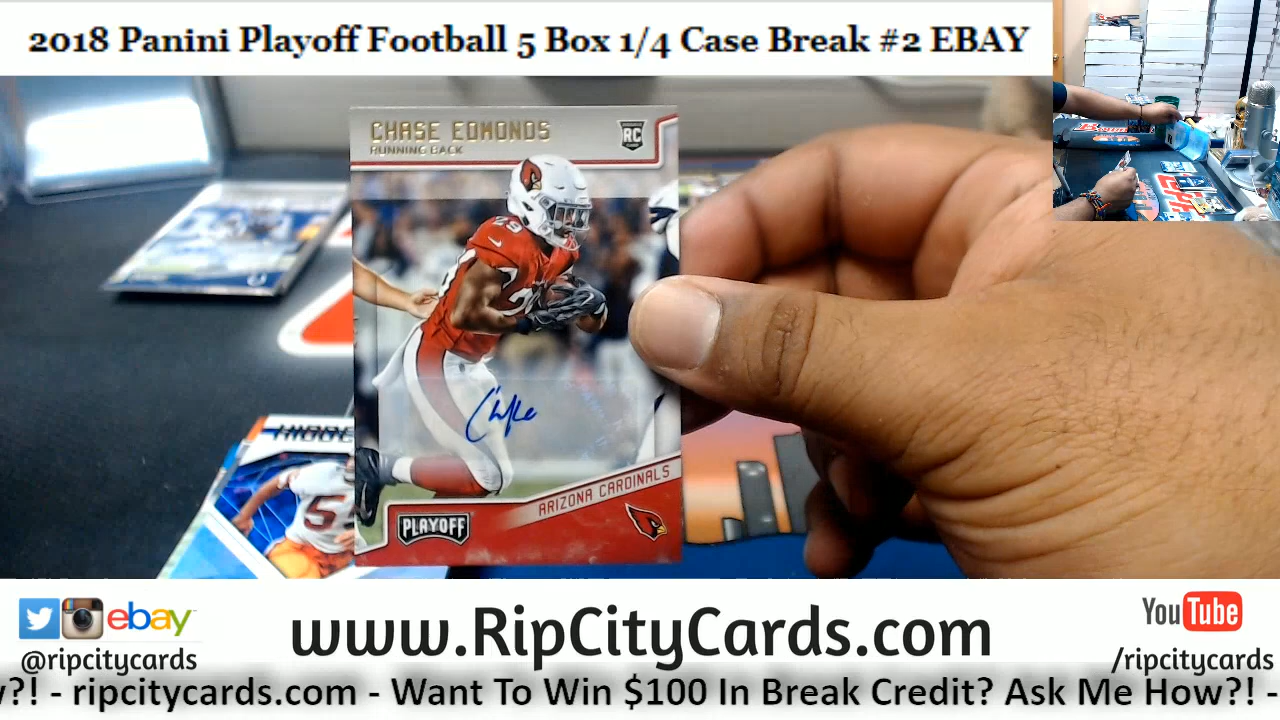 2018 Panini Playoff Football 5 Box 1/4 Case Break #2 EBAY
CHASE EDMONDS
RC
RUNNING BACK
29
ARIZONA CARDINALS
PLAYOFF
5
ebay
www.RipCityCards.com
YouTube
@ripcitycards
/ripcitycards
?! - ripcitycards.com - Want To Win $100 In Break Credit? Ask Me How?! -